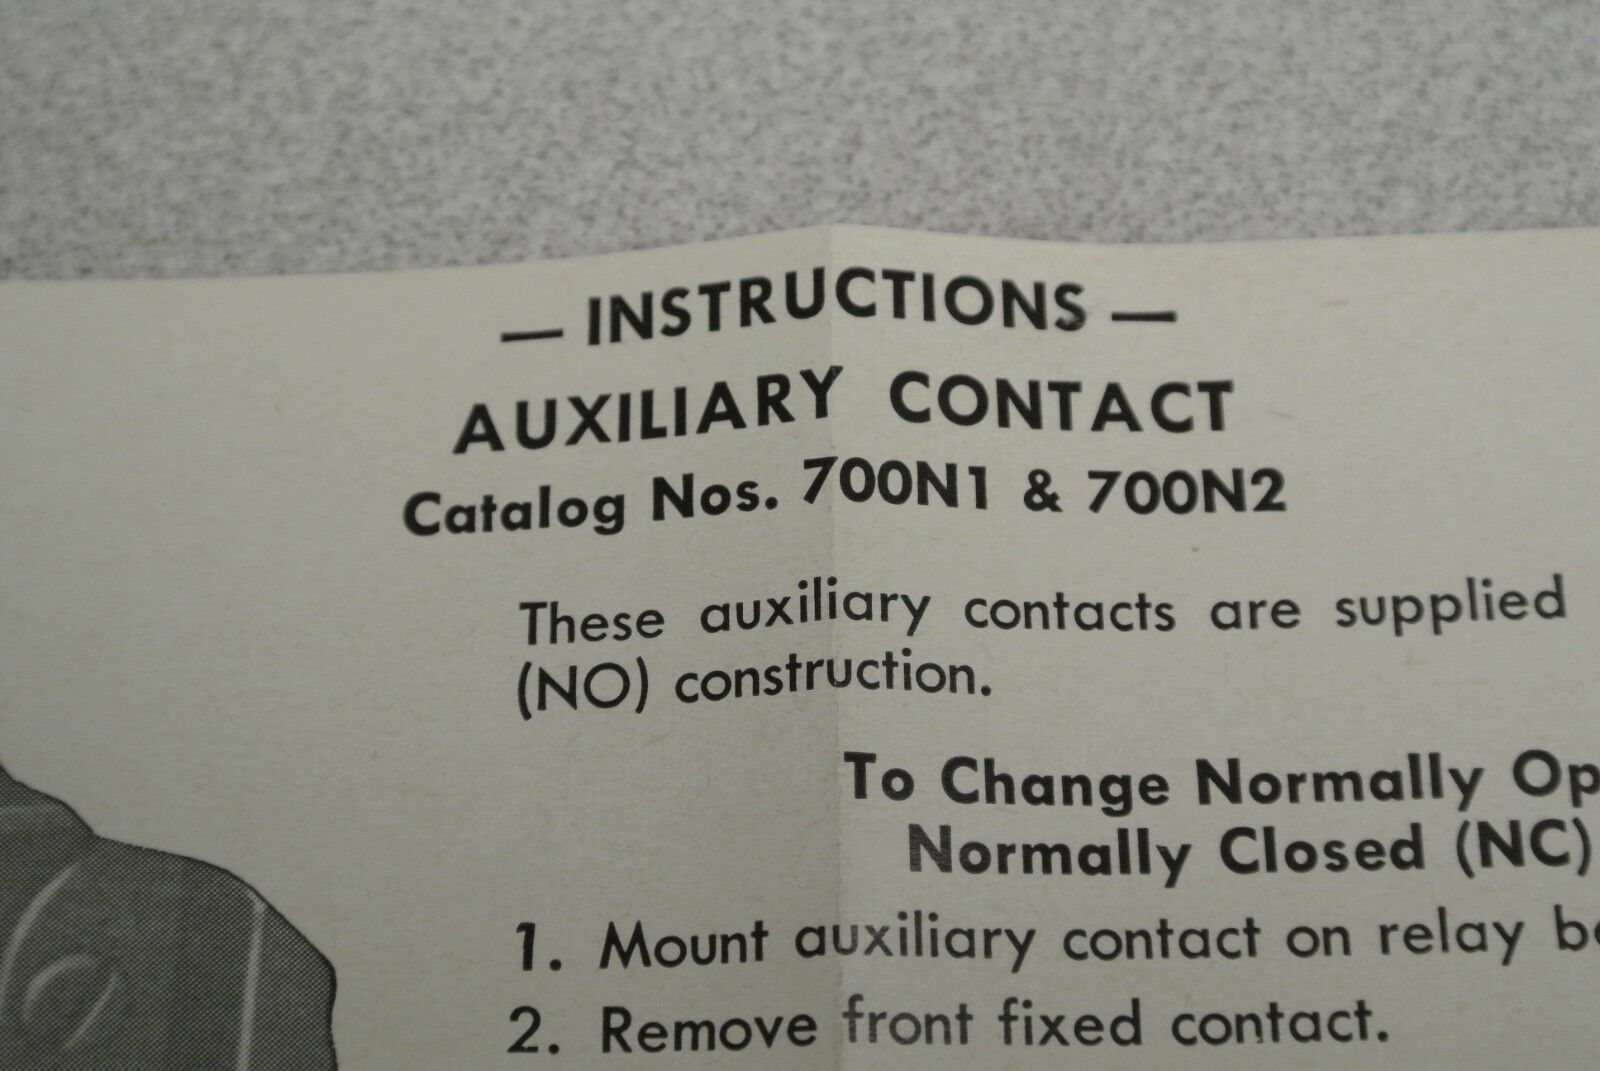 — INSTRUCTIONS —
AUXILIARY CONTACT
Catalog Nos. 700N1 & 700N2
These auxiliary contacts are supplied
(NO) construction.
To Change Normally Op
Normally Closed (NC)
1. Mount auxiliary contact on relay b
2. Remove front fixed contact.